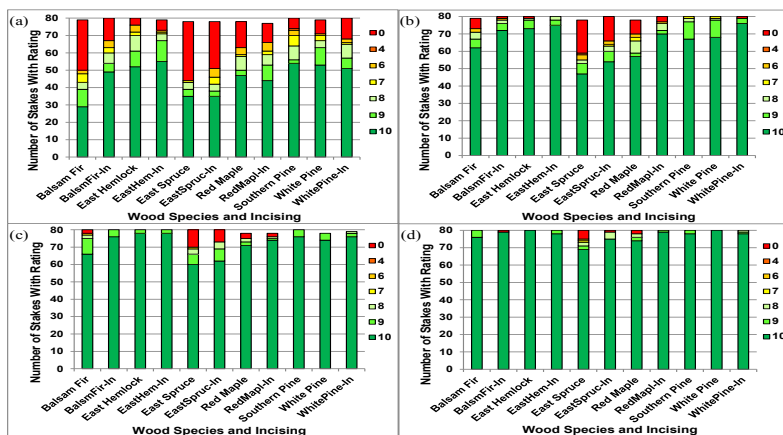 (a)
Number of Stakes With Rating
80
70
60
50
40
30
20
10
0
Balsam Fir
BalsmFir-In
East Hemlock
EastHem-In
East Spruce
EastSpruc-In
Red Maple
RedMapl-In
Southern Pine
White Pine
WhitePine-In
Wood Species and Incising
0
4
6
7
8
9
10
(b)
Number of Stakes With Rating
80
70
60
50
40
30
20
10
0
Balsam Fir
BalsmFir-In
East Hemlock
EastHem-In
East Spruce
EastSpruc-In
Red Maple
RedMapl-In
Southern Pine
White Pine
WhitePine-In
Wood Species and Incising
0
4
6
7
8
9
10
(c)
Number of Stakes With Rating
80
70
60
50
40
30
20
10
0
Balsam Fir
BalsmFir-In
East Hemlock
EastHem-In
East Spruce
EastSpruc-In
Red Maple
RedMapl-In
Southern Pine
White Pine
WhitePine-In
Wood Species and Incising
0
4
6
7
8
9
10
(d)
Number of Stakes With Rating
80
70
60
50
40
30
20
10
0
Balsam Fir
BalsmFir-In
East Hemlock
EastHem-In
East Spruce
EastSpruc-In
Red Maple
RedMapl-In
Southern Pine
White Pine
WhitePine-In
Wood Species and Incising
0
4
6
7
8
9
10